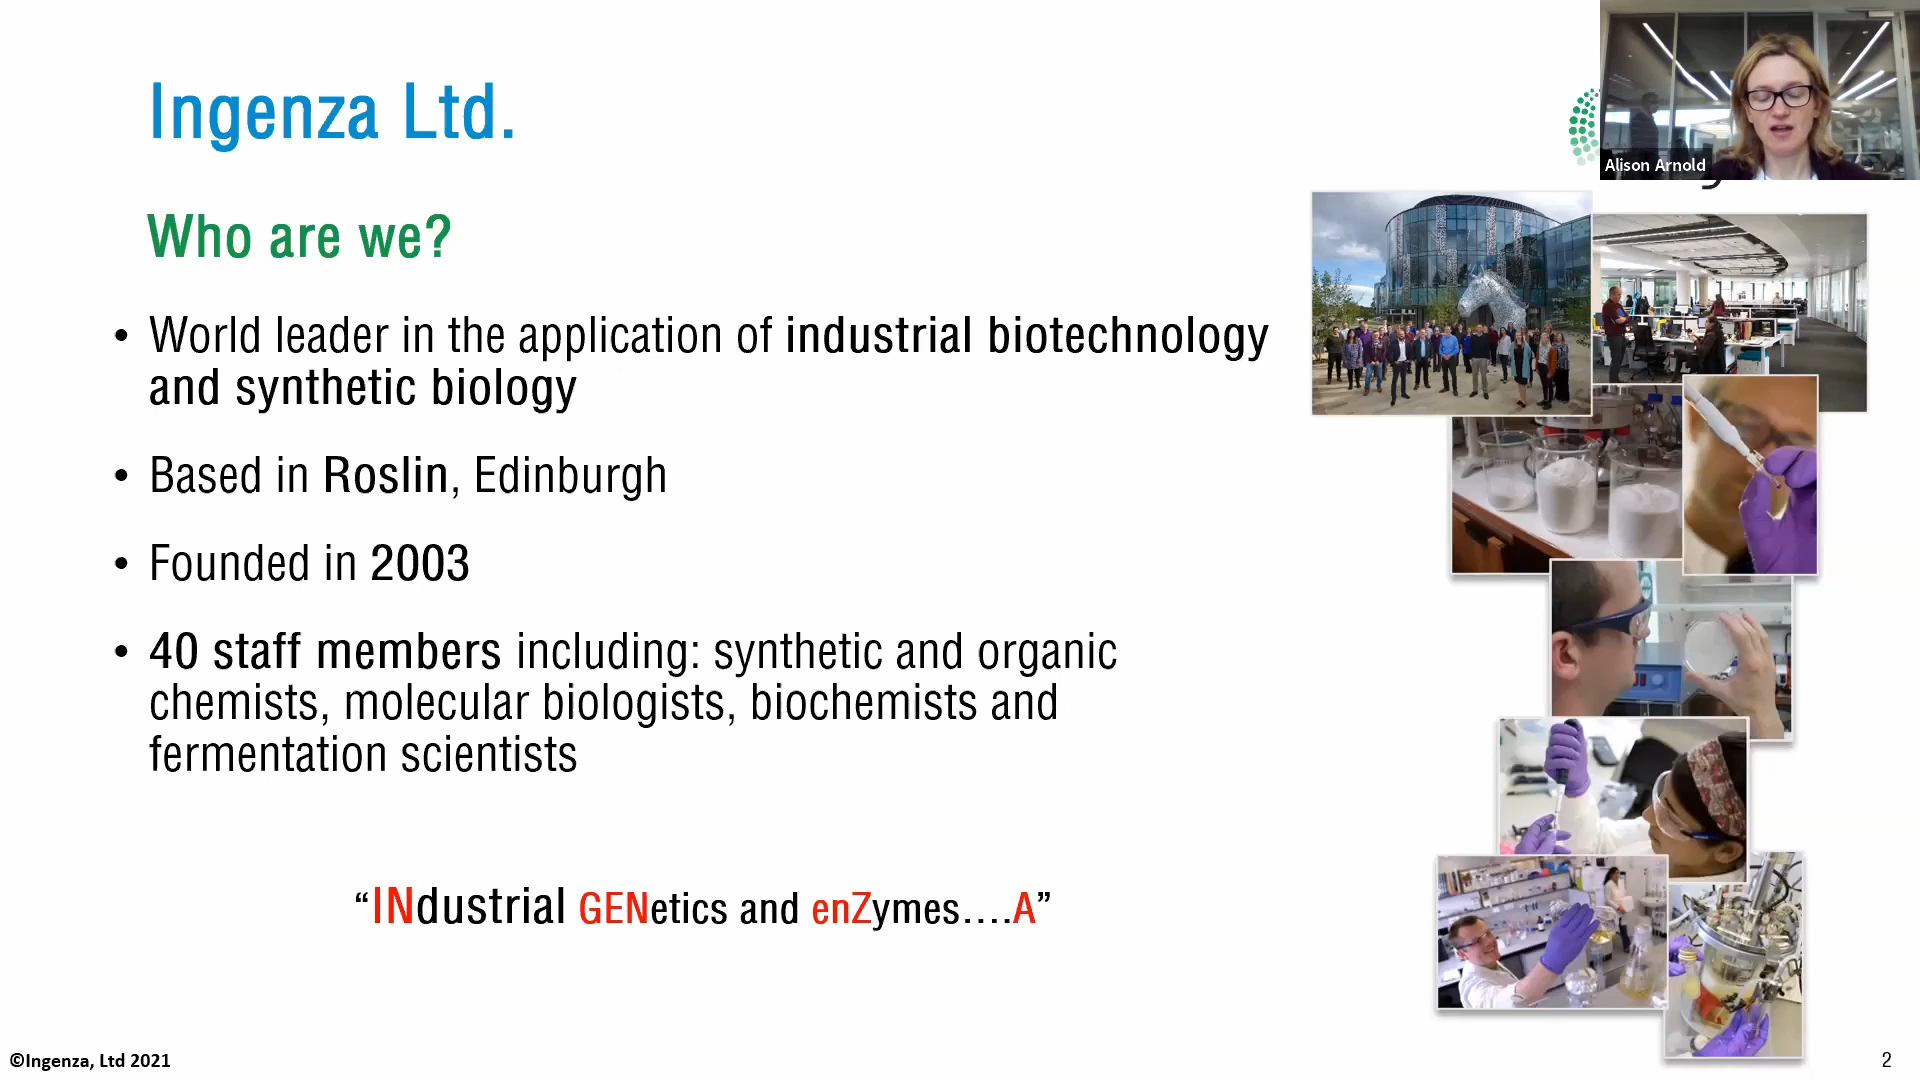 Ingenza Ltd.
Alison Arnold
Who are we?
• World leader in the application of industrial biotechnology
and synthetic biology
• Based in Roslin, Edinburgh
• Founded in 2003
• 40 staff members including: synthetic and organic
chemists, molecular biologists, biochemists and
fermentation scientists
“INdustrial GENetics and enZymes....A”
©Ingenza, Ltd 2021
2